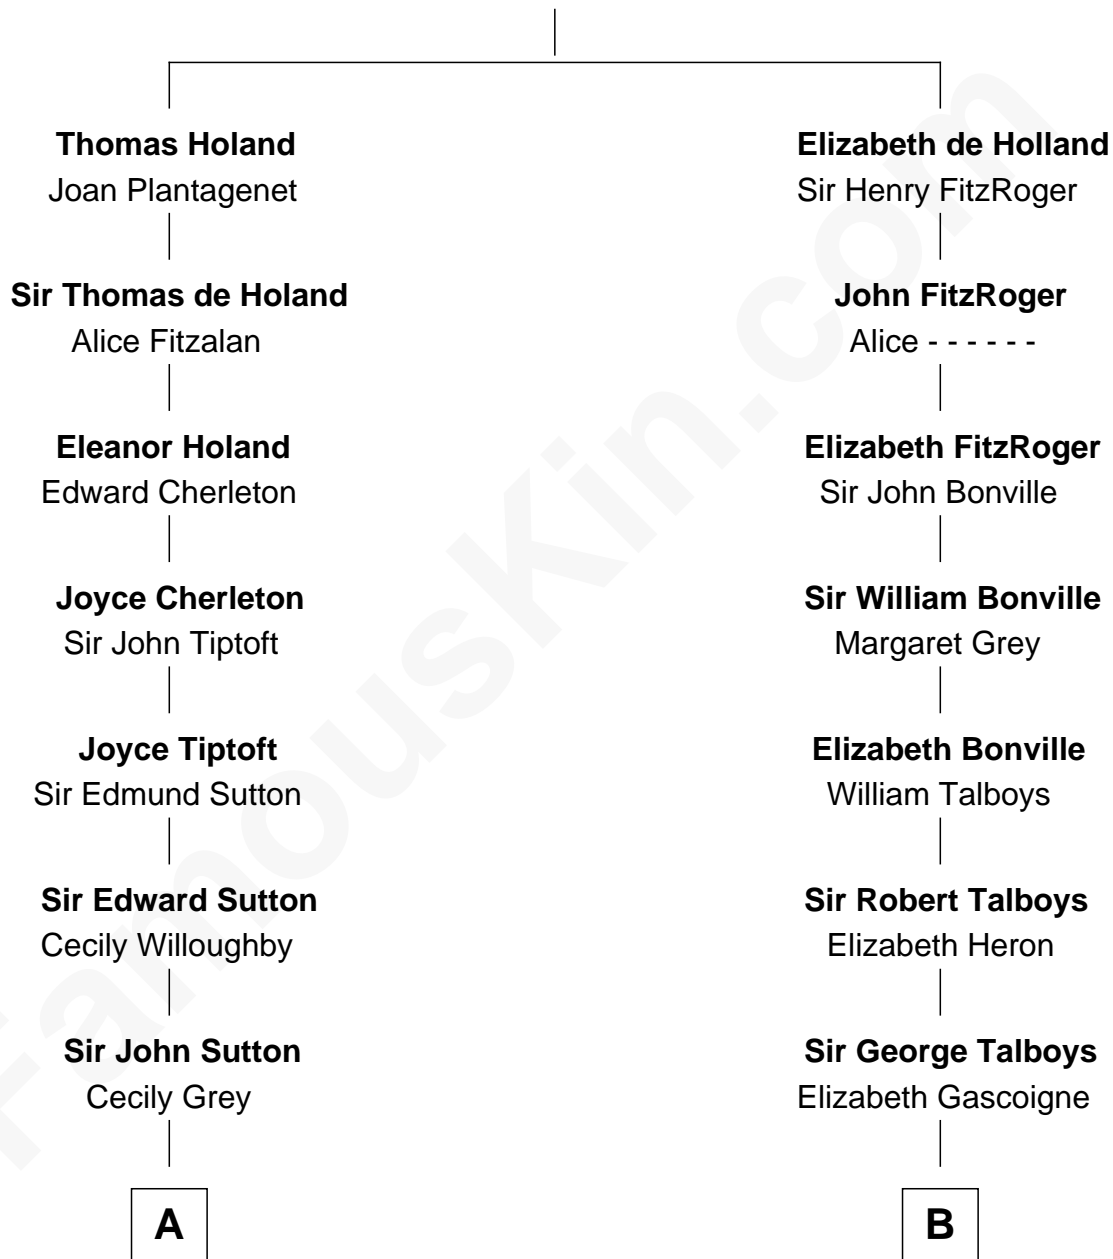 Thomas Holand
Joan Plantagenet
Elizabeth de Holland
Sir Henry FitzRoger
Sir Thomas de Holand
Alice Fitzalan
John FitzRoger
Alice - - - - - -
Eleanor Holand
Edward Cherleton
Elizabeth FitzRoger
Sir John Bonville
Joyce Cherleton
Sir John Tiptoft
Sir William Bonville
Margaret Grey
Joyce Tiptoft
Sir Edmund Sutton
Elizabeth Bonville
William Talboys
Sir Edward Sutton
Cecily Willoughby
Sir Robert Talboys
Elizabeth Heron
Sir John Sutton
Cecily Grey
Sir George Talboys
Elizabeth Gascoigne
A
B
FamousKin.com